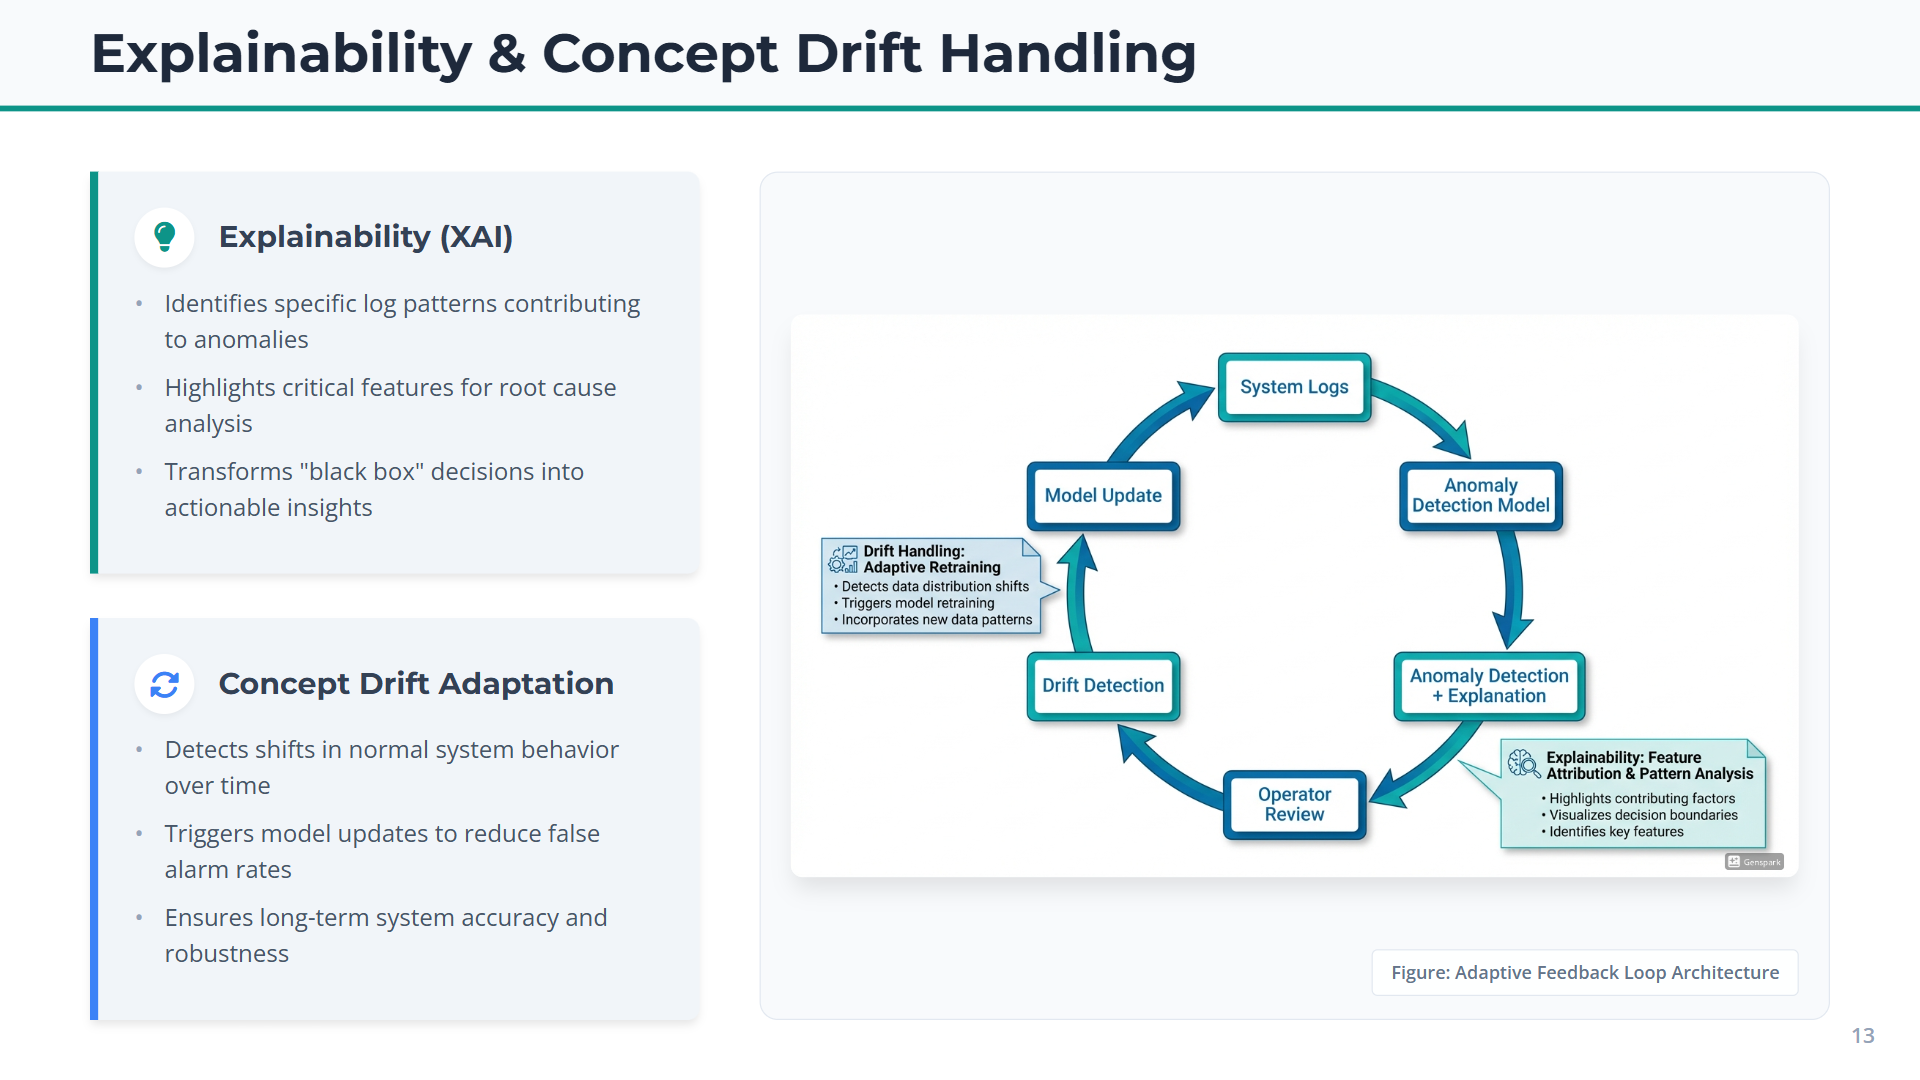 Explainability & Concept Drift Handling
Explainability (XAI)
• Identifies specific log patterns contributing
to anomalies
• Highlights critical features for root cause
analysis
• Transforms "black box" decisions into
actionable insights
Concept Drift Adaptation
• Detects shifts in normal system behavior
over time
• Triggers model updates to reduce false
alarm rates
• Ensures long-term system accuracy and
robustness
System Logs
Anomaly
Detection Model
Anomaly Detection
+ Explanation
Explainability: Feature
Attribution & Pattern Analysis
• Highlights contributing factors
• Visualizes decision boundaries
• Identifies key features
Operator
Review
Drift Detection
Drift Handling:
Adaptive Retraining
• Detects data distribution shifts
• Triggers model retraining
• Incorporates new data patterns
Model Update
Genspark
Figure: Adaptive Feedback Loop Architecture
13